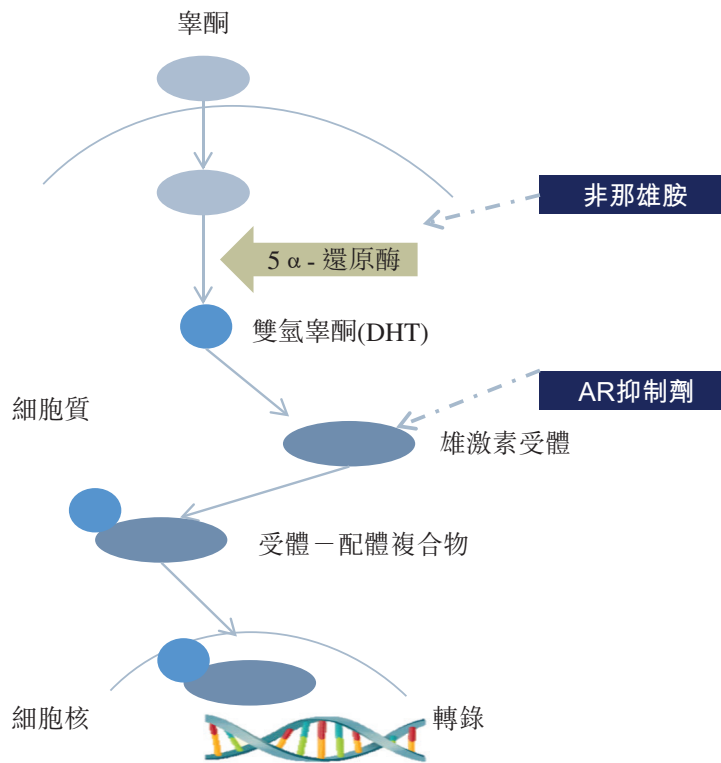 睪酮
非那雄胺
5 α - 還原酶
雙氫睪酮(DHT)
AR抑制劑
細胞質
雄激素受體
受體－配體複合物
細胞核
轉錄